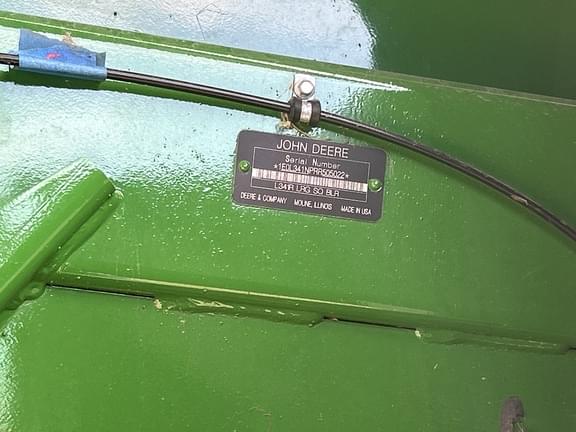 JOHN DEERE
Serial Number
*1E0L341NPRR505022*
L341R LRG SQ BLR
DEERE & COMPANY MOLINE, ILLINOIS MADE IN USA